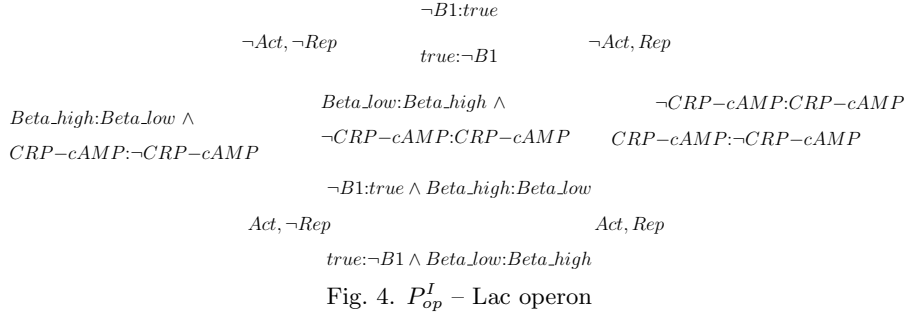 ¬B1:true
¬Act, ¬Rep
¬Act, Rep
true:¬B1
Beta_high:Beta_low ∧
CRP−cAMP:¬CRP−cAMP
Beta_low:Beta_high ∧
¬CRP−cAMP:CRP−cAMP
¬CRP−cAMP:CRP−cAMP
CRP−cAMP:¬CRP−cAMP
¬B1:true ∧ Beta_high:Beta_low
Act, ¬Rep
Act, Rep
true:¬B1 ∧ Beta_low:Beta_high
Fig. 4. P^I_op – Lac operon